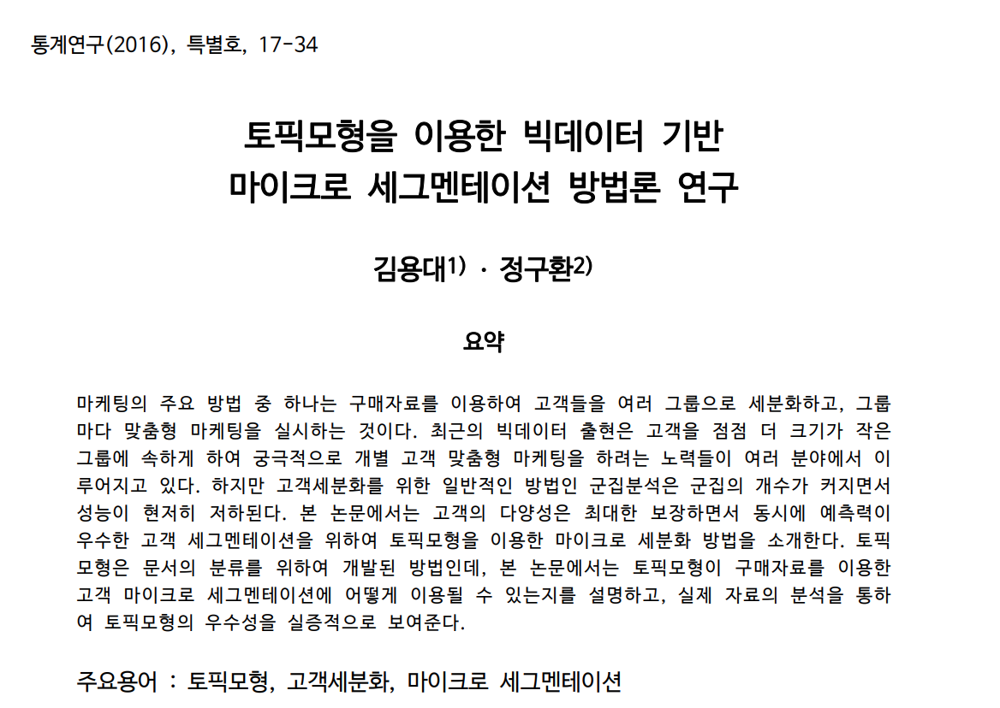 통계연구(2016), 특별호, 17-34
토픽모형을 이용한 빅데이터 기반
마이크로 세그멘테이션 방법론 연구
김용대1) · 정구환2)
요약
마케팅의 주요 방법 중 하나는 구매자료를 이용하여 고객들을 여러 그룹으로 세분화하고, 그룹
마다 맞춤형 마케팅을 실시하는 것이다. 최근의 빅데이터 출현은 고객을 점점 더 크기가 작은
그룹에 속하게 하여 궁극적으로 개별 고객 맞춤형 마케팅을 하려는 노력들이 여러 분야에서 이
루어지고 있다. 하지만 고객세분화를 위한 일반적인 방법인 군집분석은 군집의 개수가 커지면서
성능이 현저히 저하된다. 본 논문에서는 고객의 다양성은 최대한 보장하면서 동시에 예측력이
우수한 고객 세그멘테이션을 위하여 토픽모형을 이용한 마이크로 세분화 방법을 소개한다. 토픽
모형은 문서의 분류를 위하여 개발된 방법인데, 본 논문에서는 토픽모형이 구매자료를 이용한
고객 마이크로 세그멘테이션에 어떻게 이용될 수 있는지를 설명하고, 실제 자료의 분석을 통하
여 토픽모형의 우수성을 실증적으로 보여준다.
주요용어 : 토픽모형, 고객세분화, 마이크로 세그멘테이션